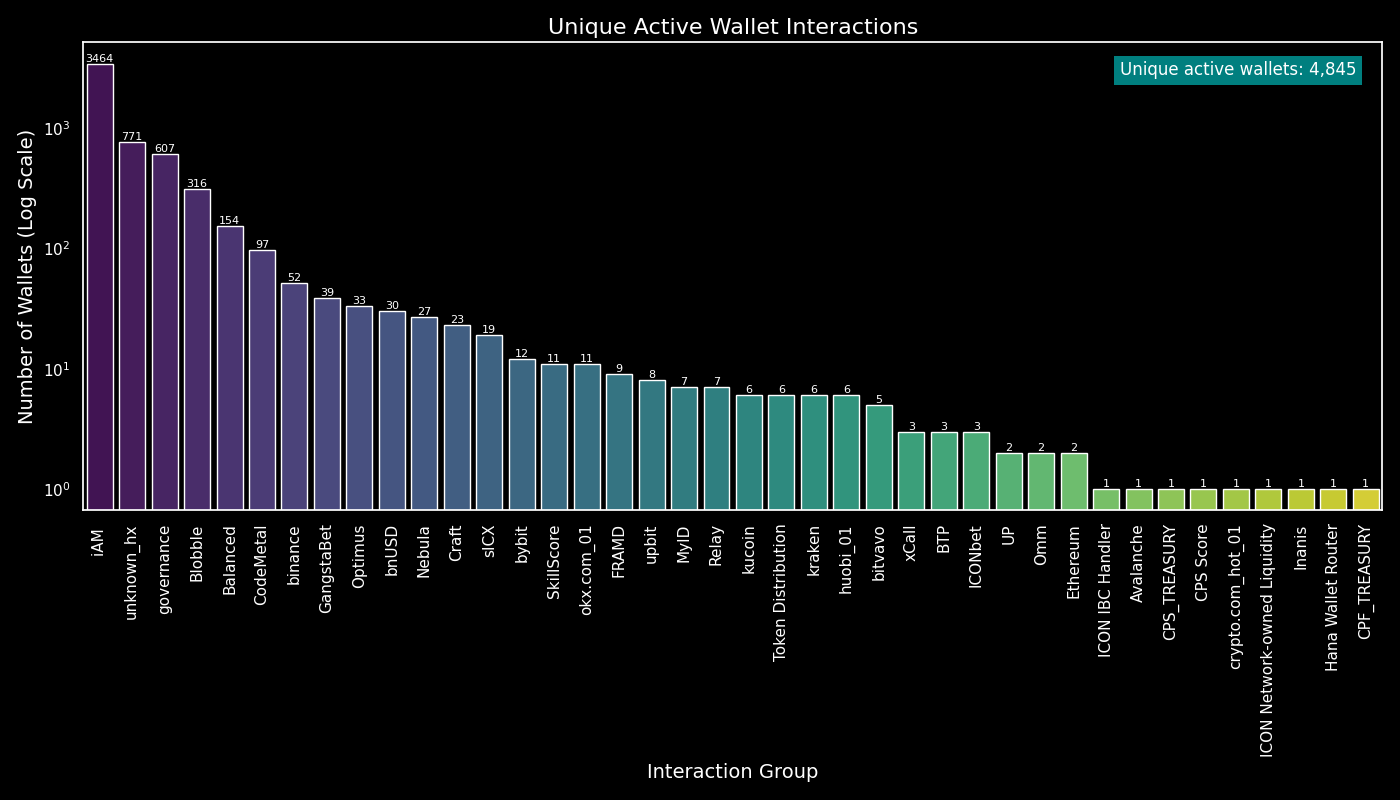 Unique Active Wallet Interactions
Unique active wallets: 4,845
Number of Wallets (Log Scale)
10³
10²
10¹
10⁰
3464
771
607
316
154
97
52
39
33
30
27
23
19
12
11
11
9
8
7
7
6
6
6
6
5
3
3
3
2
2
2
1
1
1
1
1
1
1
1
1
iAM
unknown_hx
governance
Blobble
Balanced
CodeMetal
binance
GangstaBet
Optimus
bnUSD
Nebula
Craft
sICX
bybit
SkillScore
okx.com_01
FRAMD
upbit
MyID
Relay
kucoin
Token Distribution
kraken
huobi_01
bitvavo
xCall
BTP
ICONbet
UP
Omm
Ethereum
ICON IBC Handler
Avalanche
CPS_TREASURY
CPS Score
crypto.com_hot_01
ICON Network-owned Liquidity
Inanis
Hana Wallet Router
CPF_TREASURY
Interaction Group